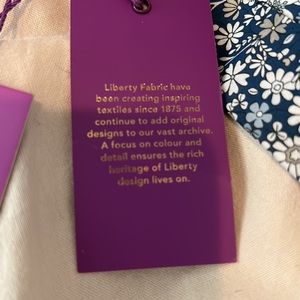 Liberty Fabric have
been creating inspiring
textiles since 1875 and
continue to add original
designs to our vast archive.
A focus on colour and
detail ensures the rich
heritage of Liberty
design lives on.